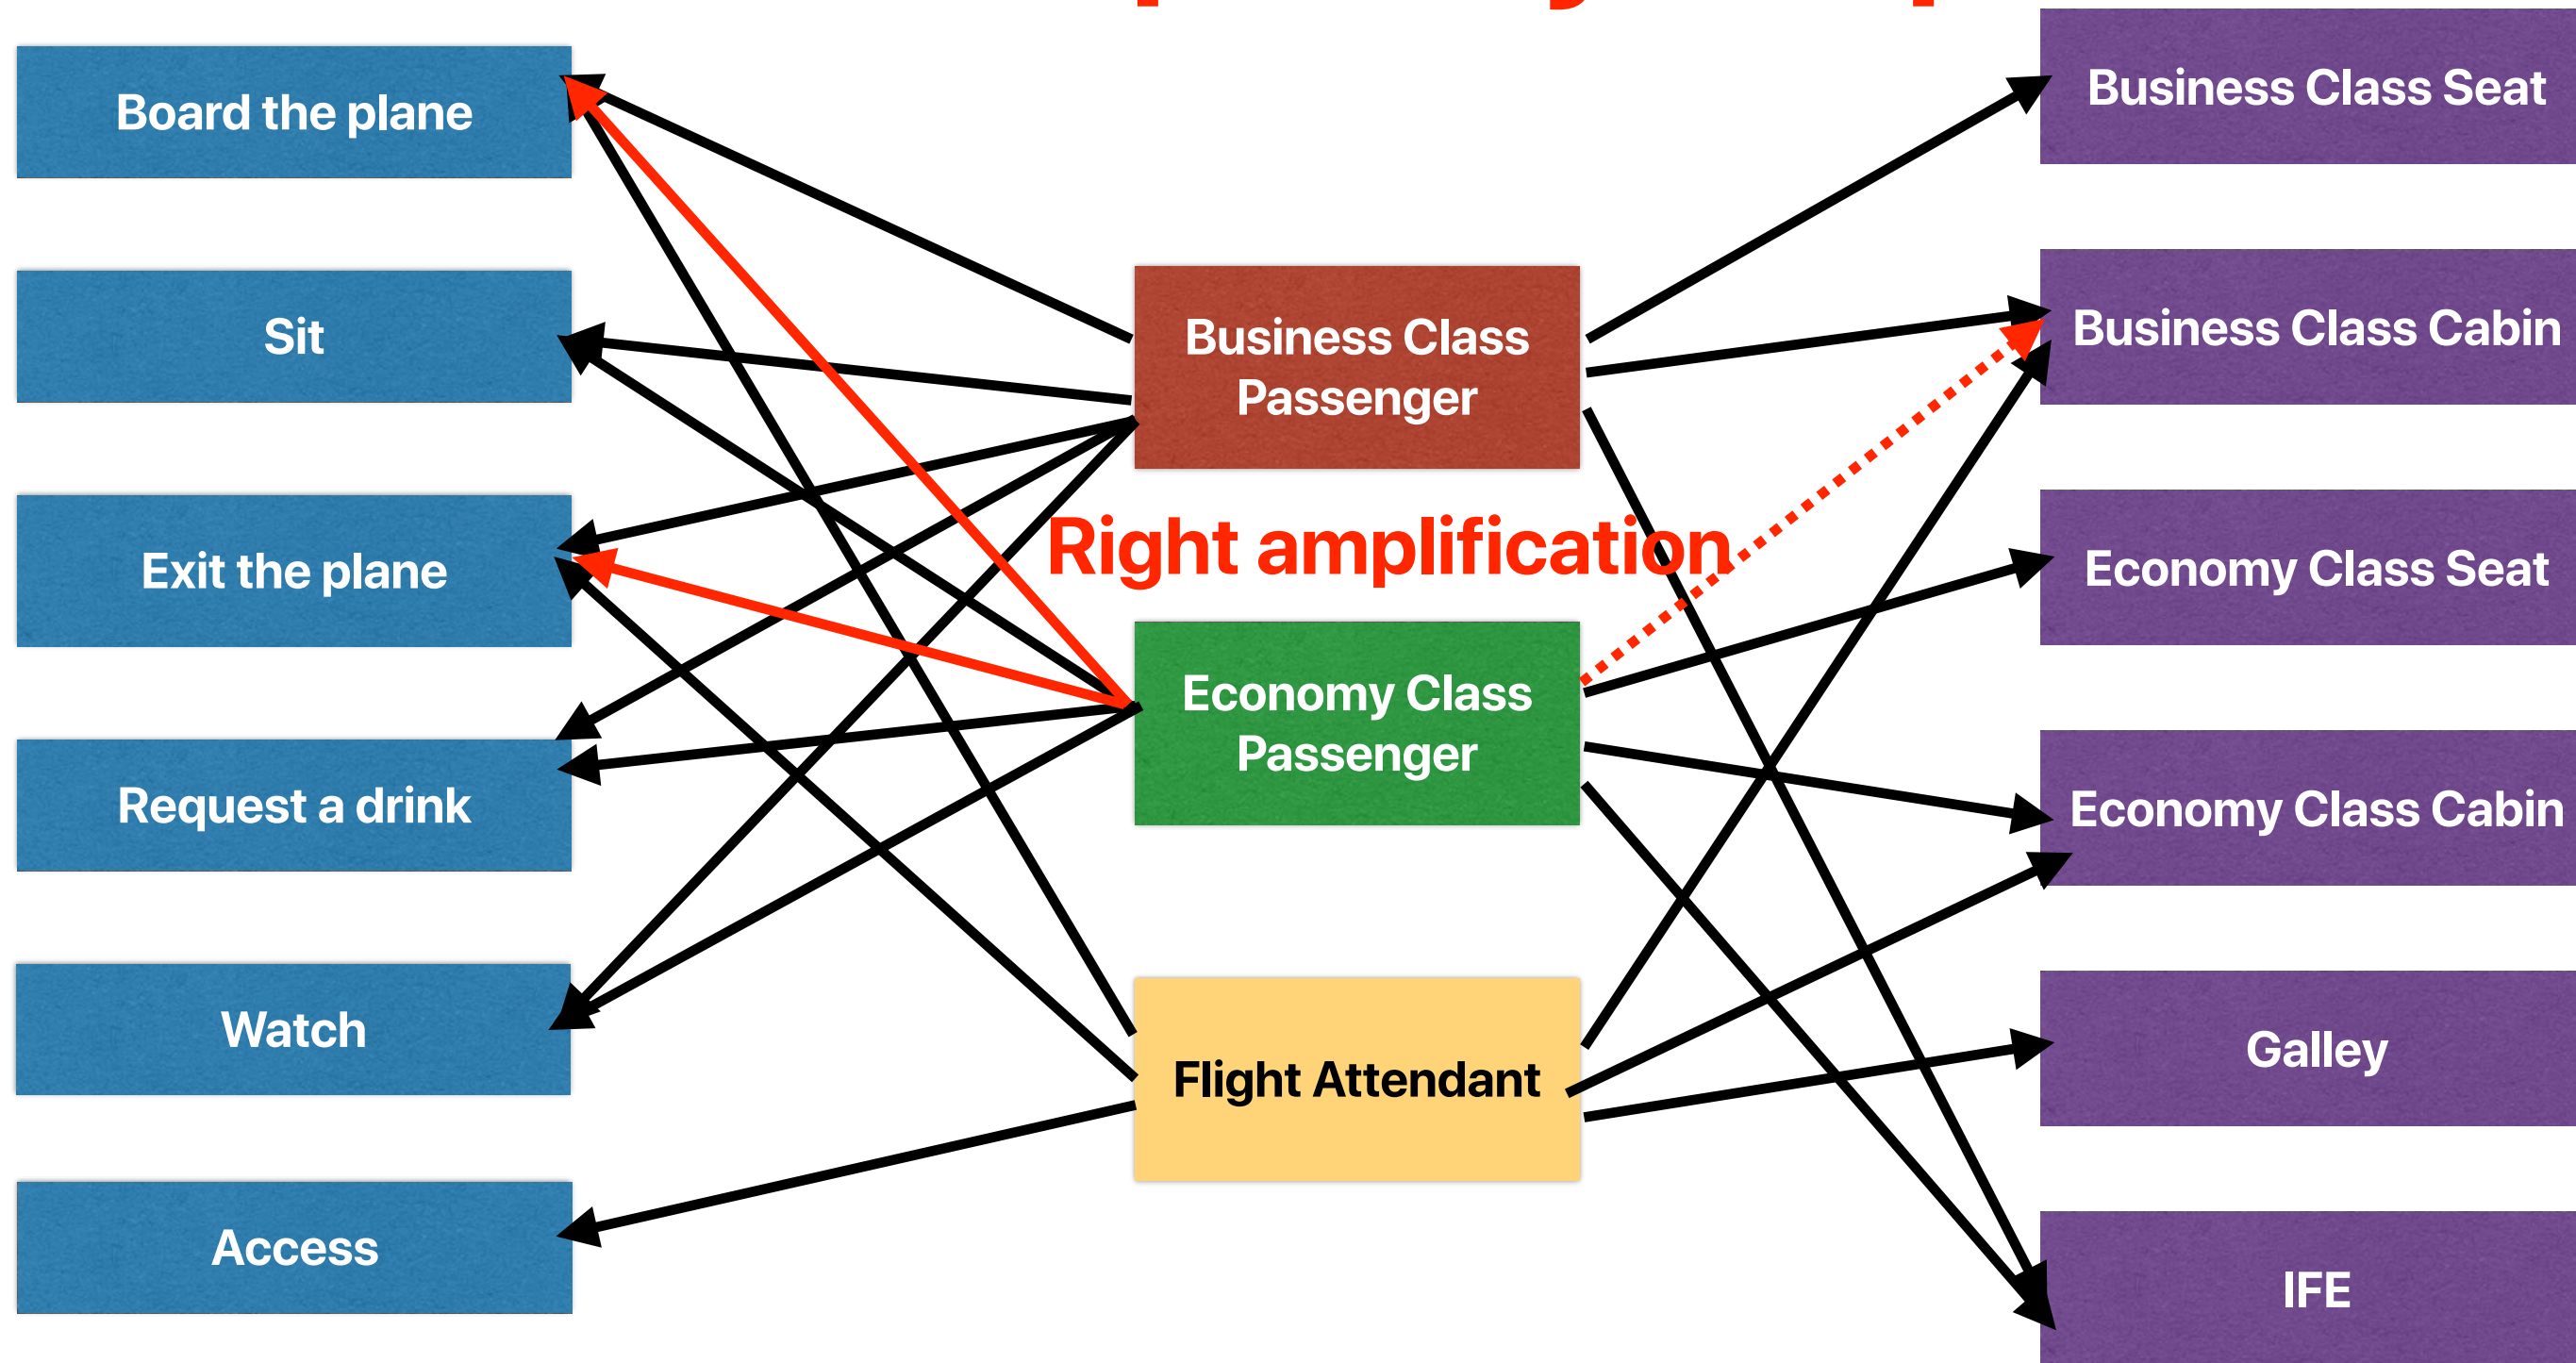 Board the plane
Sit
Exit the plane
Request a drink
Watch
Access
Business Class
Passenger
Right amplification
Economy Class
Passenger
Flight Attendant
Business Class Seat
Business Class Cabin
Economy Class Seat
Economy Class Cabin
Galley
IFE